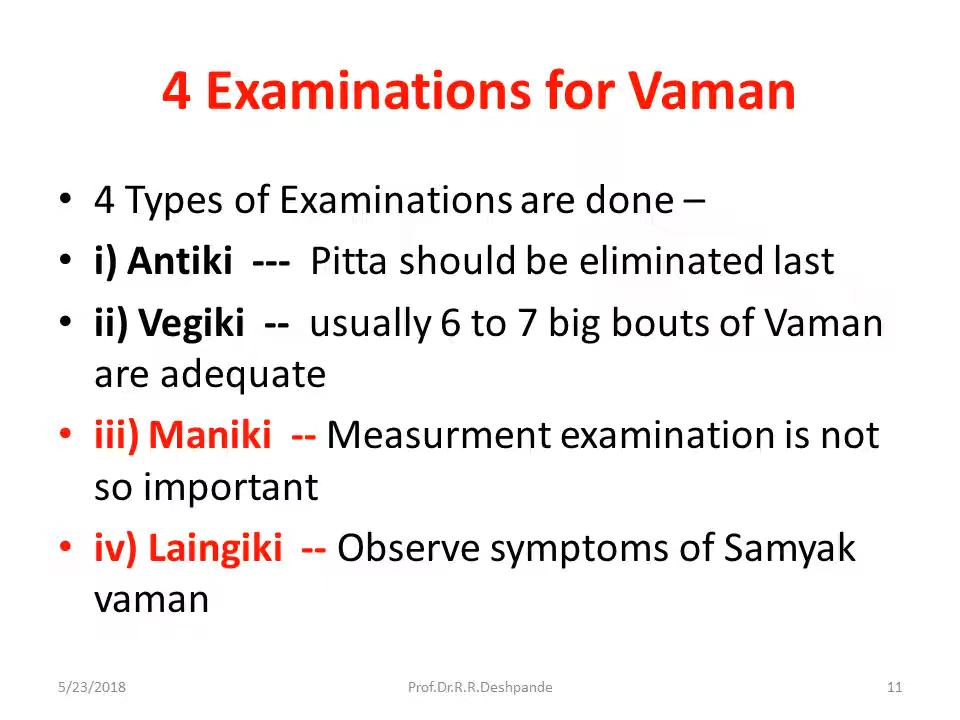 4 Examinations for Vaman
• 4 Types of Examinations are done –
• i) Antiki --- Pitta should be eliminated last
• ii) Vegiki -- usually 6 to 7 big bouts of Vaman
are adequate
• iii) Maniki -- Measurment examination is not
so important
• iv) Laingiki -- Observe symptoms of Samyak
vaman
5/23/2018 Prof.Dr.R.R.Deshpande 11